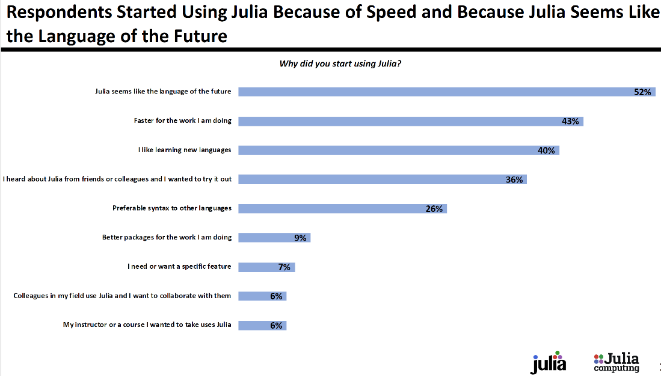 Respondents Started Using Julia Because of Speed and Because Julia Seems Like
the Language of the Future
Why did you start using Julia?
Julia seems like the language of the future 52%
Faster for the work I am doing 43%
I like learning new languages 40%
I heard about Julia from friends or colleagues and I wanted to try it out 36%
Preferable syntax to other languages 26%
Better packages for the work I am doing 9%
I need or want a specific feature 7%
Colleagues in my field use Julia and I want to collaborate with them 6%
My instructor or a course I wanted to take uses Julia 6%
julia
Julia
computing